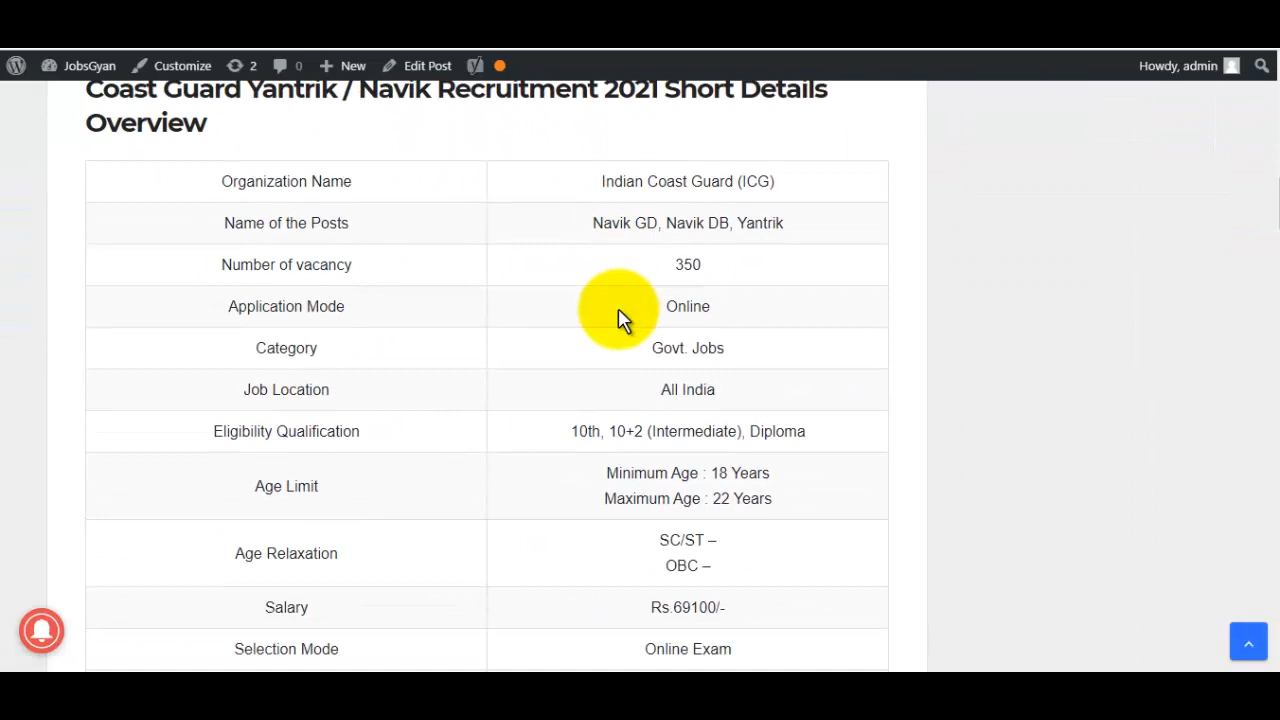 JobsGyan Customize 2 0 New Edit Post Howdy, admin
Coast Guard Yantrik / Navik Recruitment 2021 Short Details
Overview
Organization Name Indian Coast Guard (ICG)
Name of the Posts Navik GD, Navik DB, Yantrik
Number of vacancy 350
Application Mode Online
Category Govt. Jobs
Job Location All India
Eligibility Qualification 10th, 10+2 (Intermediate), Diploma
Age Limit Minimum Age : 18 Years
Maximum Age : 22 Years
Age Relaxation SC/ST –
OBC –
Salary Rs.69100/-
Selection Mode Online Exam